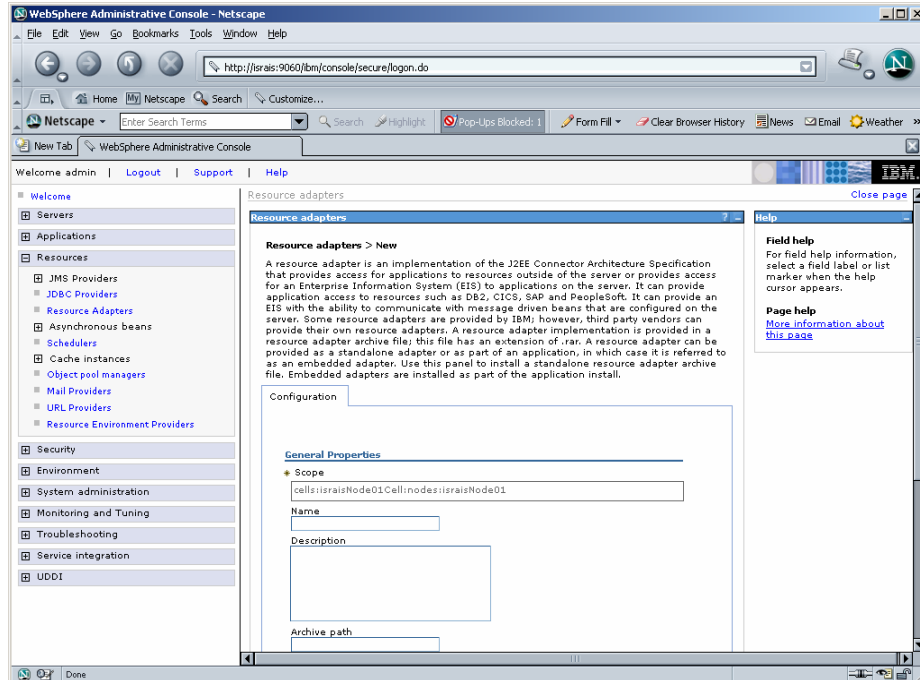 WebSphere Administrative Console - Netscape
File Edit View Go Bookmarks Tools Window Help
http://israis:9060/ibm/console/secure/logon.do
Home My Netscape Search Customize...
Netscape Enter Search Terms Search Highlight Pop-Ups Blocked: 1 Form Fill Clear Browser History News Email Weather »
New Tab WebSphere Administrative Console
Welcome admin | Logout | Support | Help IBM.
Welcome
Servers
Applications
Resources
JMS Providers
JDBC Providers
Resource Adapters
Asynchronous beans
Schedulers
Cache instances
Object pool managers
Mail Providers
URL Providers
Resource Environment Providers
Security
Environment
System administration
Monitoring and Tuning
Troubleshooting
Service integration
UDDI
Resource adapters Close page
Resource adapters ? –
Resource adapters > New
A resource adapter is an implementation of the J2EE Connector Architecture Specification
that provides access for applications to resources outside of the server or provides access
for an Enterprise Information System (EIS) to applications on the server. It can provide
application access to resources such as DB2, CICS, SAP and PeopleSoft. It can provide an
EIS with the ability to communicate with message driven beans that are configured on the
server. Some resource adapters are provided by IBM; however, third party vendors can
provide their own resource adapters. A resource adapter implementation is provided in a
resource adapter archive file; this file has an extension of .rar. A resource adapter can be
provided as a standalone adapter or as part of an application, in which case it is referred to
as an embedded adapter. Use this panel to install a standalone resource adapter archive
file. Embedded adapters are installed as part of the application install.
Configuration
General Properties
Scope
cells:israisNode01Cell:nodes:israisNode01
Name
Description
Archive path
Help
Field help
For field help information,
select a field label or list
marker when the help
cursor appears.
Page help
More information about
this page
Done